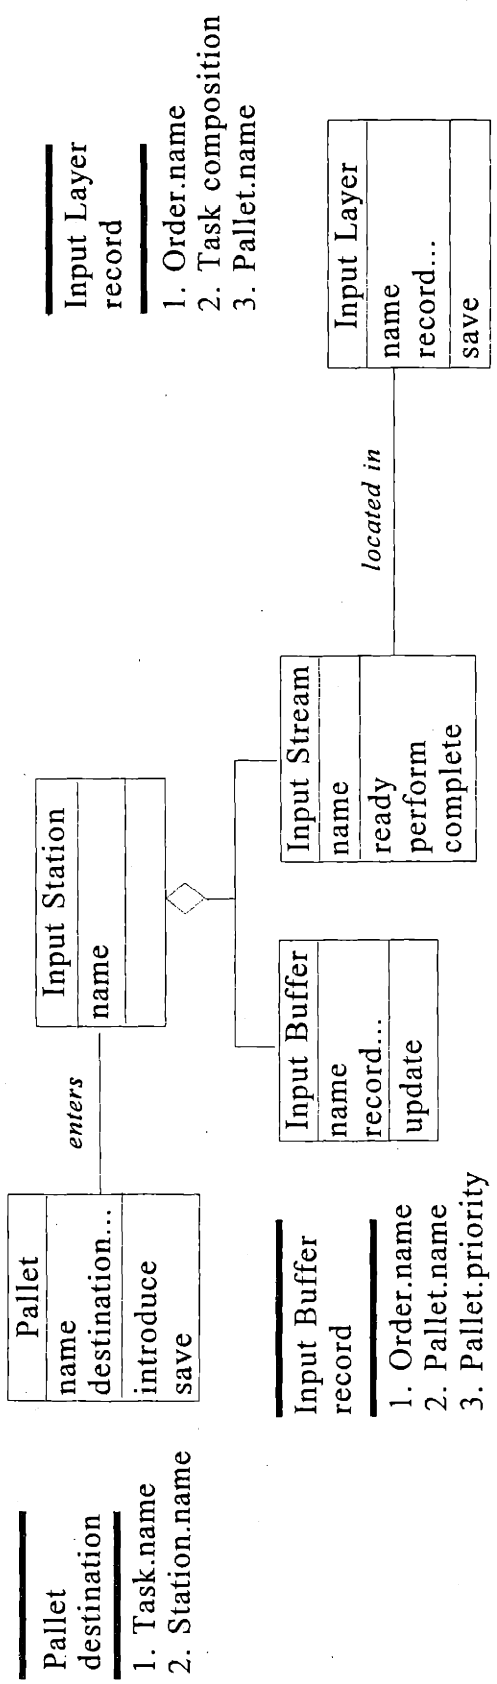 Pallet
destination
1. Task.name
2. Station.name
Pallet
name
destination...
introduce
save
enters
Input Station
name
Input Layer
record
1. Order.name
2. Task composition
3. Pallet.name
Input Buffer
record
1. Order.name
2. Pallet.name
3. Pallet.priority
Input Buffer
name
record...
update
Input Stream
name
ready
perform
complete
located in
Input Layer
name
record...
save